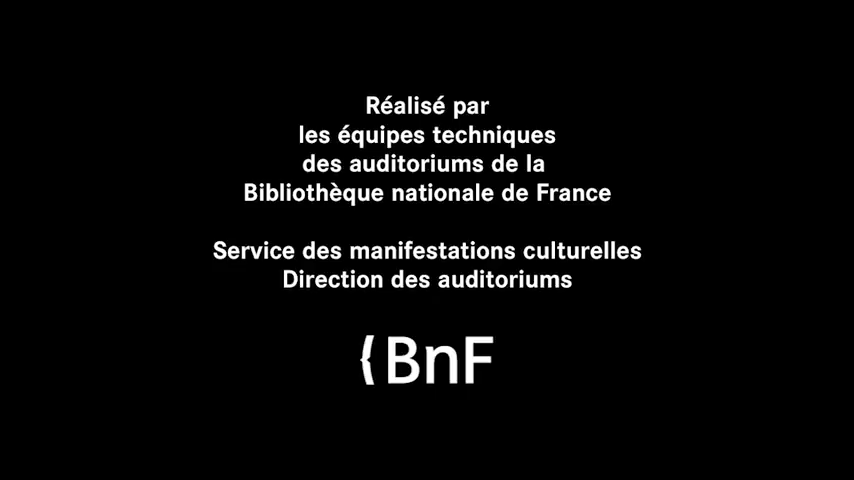 Réalisé par
les équipes techniques
des auditoriums de la
Bibliothèque nationale de France
Service des manifestations culturelles
Direction des auditoriums
{BnF